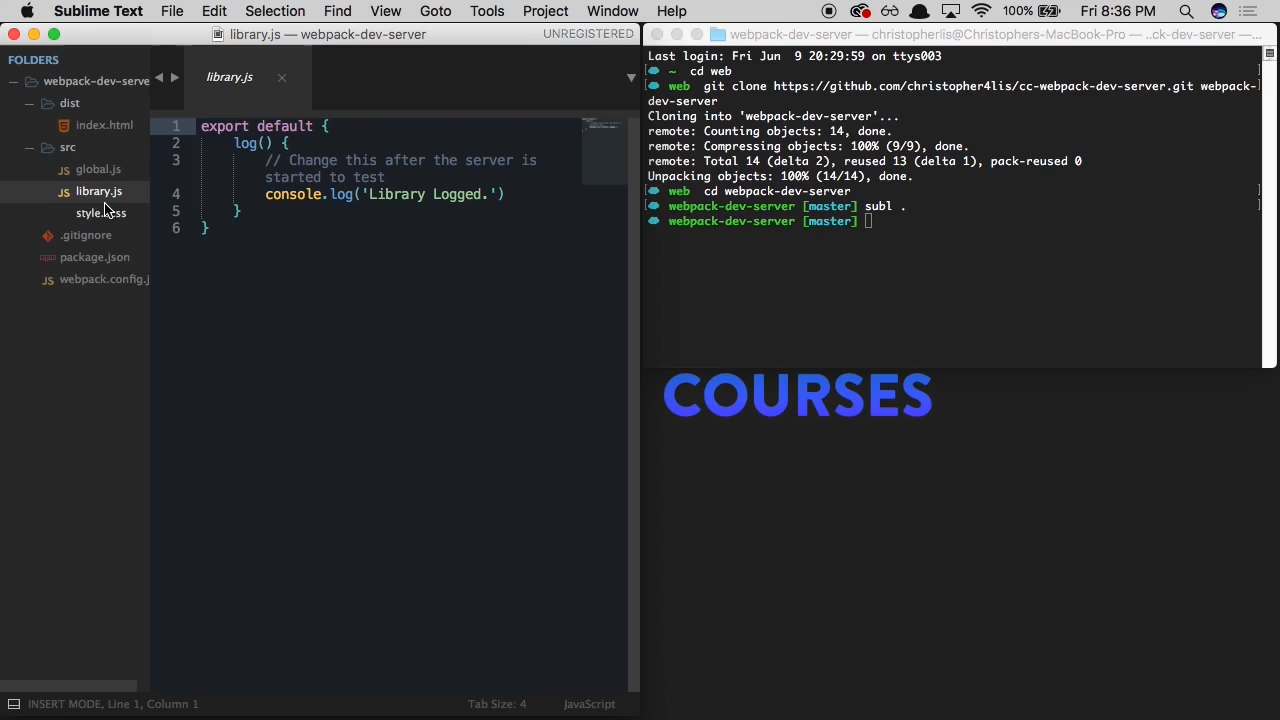 Sublime Text File Edit Selection Find View Goto Tools Project Window Help 100% Fri 8:36 PM
library.js — webpack-dev-server UNREGISTERED
webpack-dev-server — christopherlis@Christophers-MacBook-Pro — ..ck-dev-server —...
FOLDERS
webpack-dev-serve
dist
index.html
src
global.js
library.js
style.css
.gitignore
package.json
webpack.config.j
library.js
1 export default {
2 log() {
3 // Change this after the server is
started to test
4 console.log('Library Logged.')
5 }
6 }
Last login: Fri Jun  9 20:29:59 on ttys003
~ cd web
web git clone https://github.com/christopher4lis/cc-webpack-dev-server.git webpack-
dev-server
Cloning into 'webpack-dev-server'...
remote: Counting objects: 14, done.
remote: Compressing objects: 100% (9/9), done.
remote: Total 14 (delta 2), reused 13 (delta 1), pack-reused 0
Unpacking objects: 100% (14/14), done.
web cd webpack-dev-server
webpack-dev-server [master] subl .
webpack-dev-server [master]
COURSES
INSERT MODE, Line 1, Column 1 Tab Size: 4 JavaScript